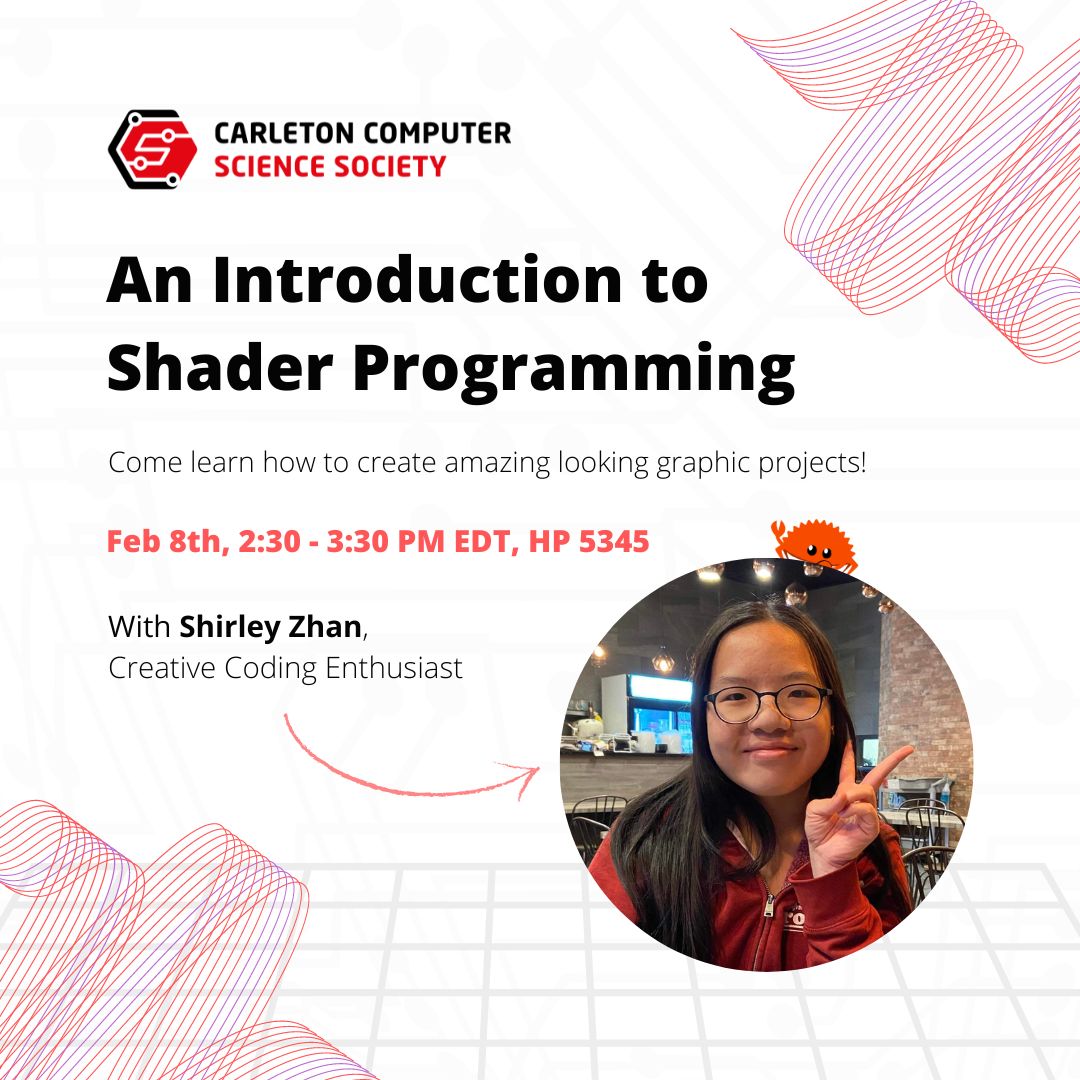 CARLETON COMPUTER
SCIENCE SOCIETY
An Introduction to
Shader Programming
Come learn how to create amazing looking graphic projects!
Feb 8th, 2:30 - 3:30 PM EDT, HP 5345
With Shirley Zhan,
Creative Coding Enthusiast